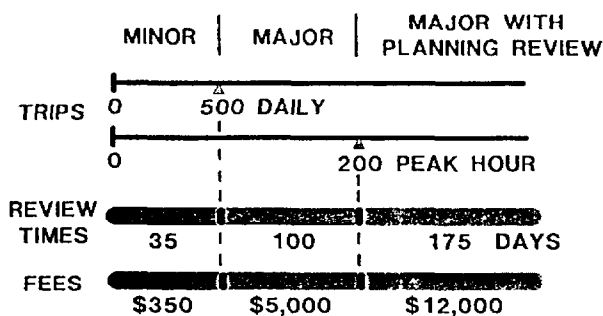 MINOR MAJOR MAJOR WITH
PLANNING REVIEW
TRIPS
0 500 DAILY
0 200 PEAK HOUR
REVIEW
TIMES
35 100 175 DAYS
FEES
$350 $5,000 $12,000